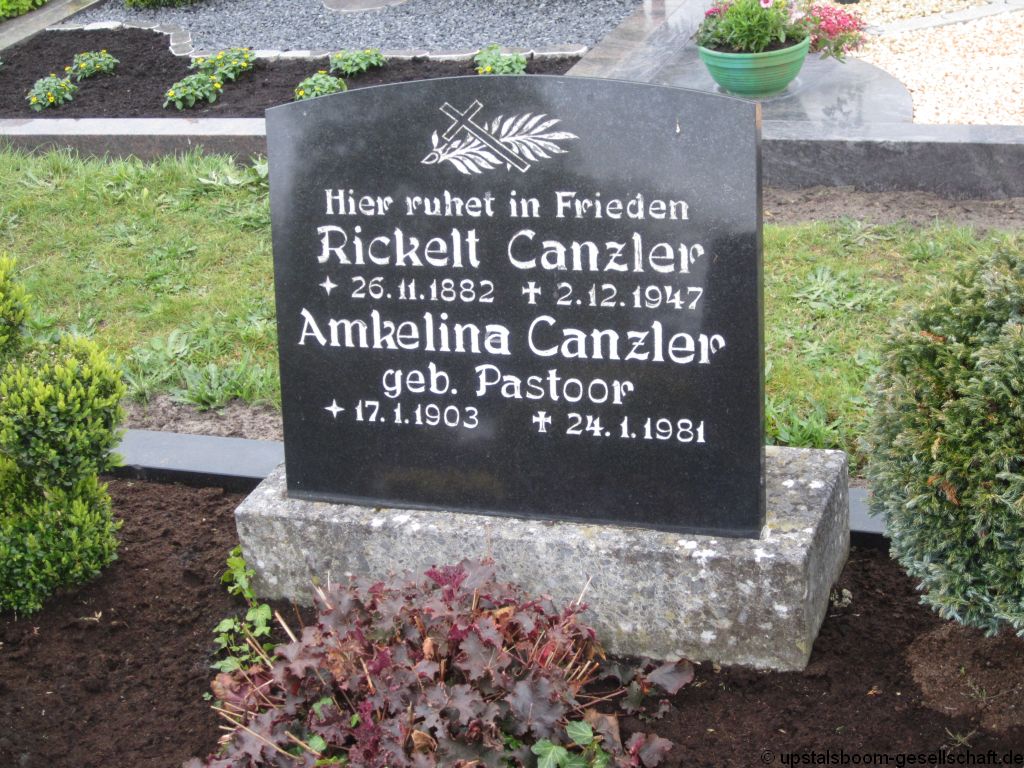 Hier ruhet in Frieden
Rickelt Canzler
✦ 26.11.1882 ✝ 2.12.1947
Amkelina Canzler
geb. Pastoor
✦ 17.1.1903 ✝ 24.1.1981
© upstalsboom-gesellschaft.de